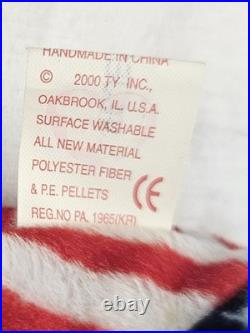 HANDMADE IN CHINA
© 2000 TY INC.,
OAKBROOK, IL. U.S.A.
SURFACE WASHABLE
ALL NEW MATERIAL
POLYESTER FIBER
& P.E. PELLETS
CE
REG.NO PA. 1965(KR)